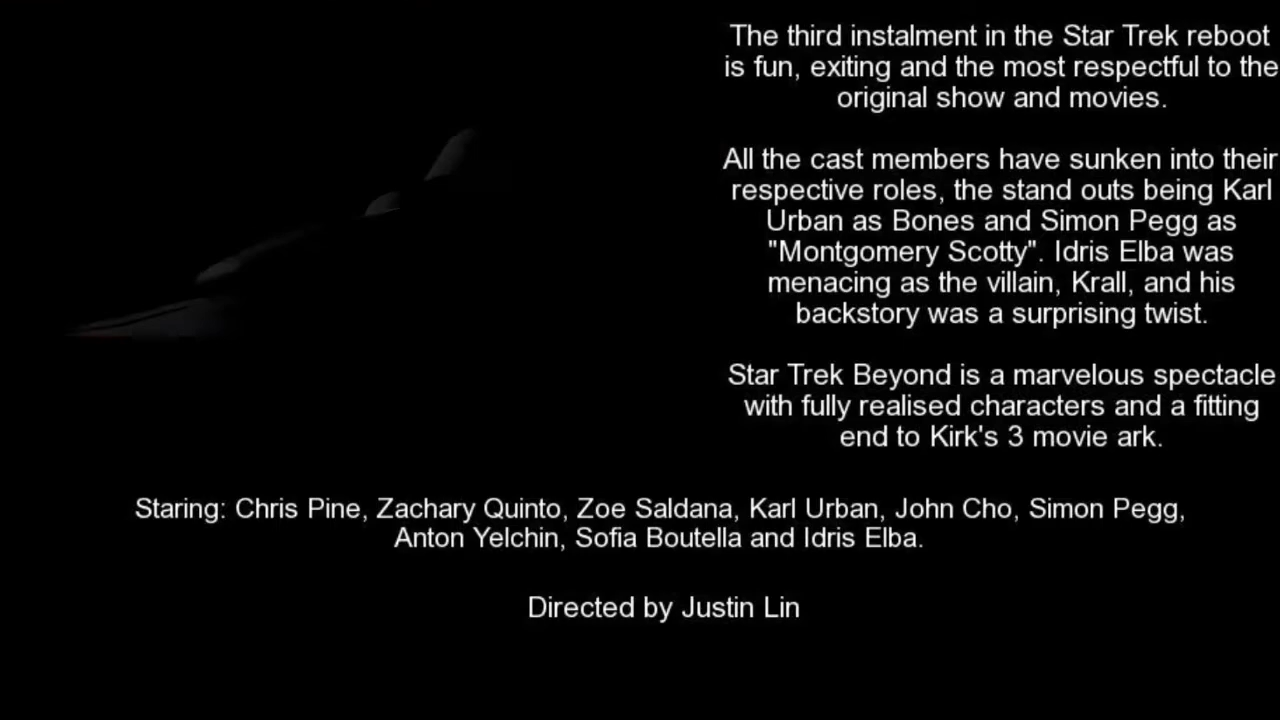 The third instalment in the Star Trek reboot
is fun, exiting and the most respectful to the
original show and movies.
All the cast members have sunken into their
respective roles, the stand outs being Karl
Urban as Bones and Simon Pegg as
"Montgomery Scotty". Idris Elba was
menacing as the villain, Krall, and his
backstory was a surprising twist.
Star Trek Beyond is a marvelous spectacle
with fully realised characters and a fitting
end to Kirk's 3 movie ark.
Staring: Chris Pine, Zachary Quinto, Zoe Saldana, Karl Urban, John Cho, Simon Pegg,
Anton Yelchin, Sofia Boutella and Idris Elba.
Directed by Justin Lin